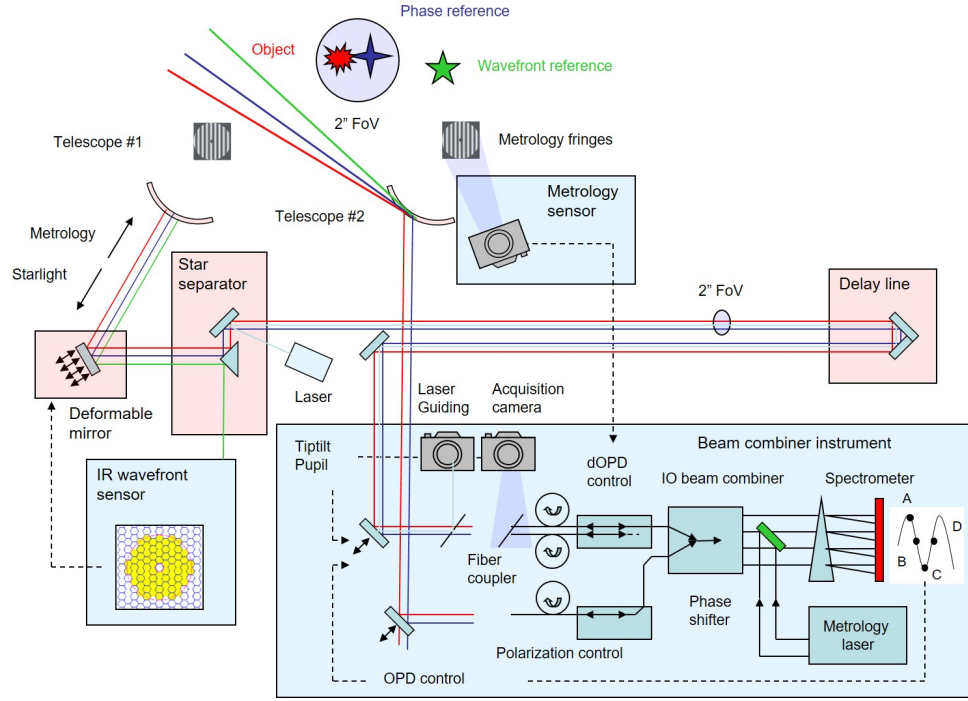 Phase reference
Object
Wavefront reference
2” FoV
Telescope #1
Metrology fringes
Telescope #2
Metrology
sensor
Metrology
Starlight
Star
separator
2” FoV
Delay line
Laser
Deformable
mirror
Laser
Guiding
Acquisition
camera
Beam combiner instrument
Tiptilt
Pupil
dOPD
control
IO beam combiner
Spectrometer
IR wavefront
sensor
A
D
B
C
Fiber
coupler
Phase
shifter
Metrology
laser
Polarization control
OPD control